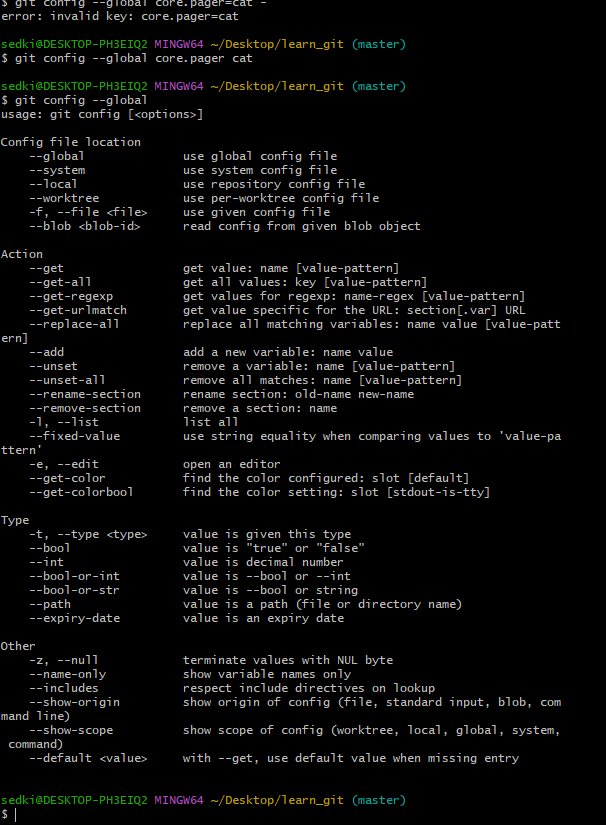 $ git config --global core.pager=cat -
error: invalid key: core.pager=cat
sedki@DESKTOP-PH3EIQ2 MINGW64 ~/Desktop/learn_git (master)
$ git config --global core.pager cat
sedki@DESKTOP-PH3EIQ2 MINGW64 ~/Desktop/learn_git (master)
$ git config --global
usage: git config [<options>]
Config file location
    --global              use global config file
    --system              use system config file
    --local               use repository config file
    --worktree            use per-worktree config file
    -f, --file <file>     use given config file
    --blob <blob-id>      read config from given blob object
Action
    --get                 get value: name [value-pattern]
    --get-all             get all values: key [value-pattern]
    --get-regexp          get values for regexp: name-regex [value-pattern]
    --get-urlmatch        get value specific for the URL: section[.var] URL
    --replace-all         replace all matching variables: name value [value-patt
ern]
    --add                 add a new variable: name value
    --unset               remove a variable: name [value-pattern]
    --unset-all           remove all matches: name [value-pattern]
    --rename-section      rename section: old-name new-name
    --remove-section      remove a section: name
    -l, --list            list all
    --fixed-value         use string equality when comparing values to 'value-pa
ttern'
    -e, --edit            open an editor
    --get-color           find the color configured: slot [default]
    --get-colorbool       find the color setting: slot [stdout-is-tty]
Type
    -t, --type <type>     value is given this type
    --bool                value is "true" or "false"
    --int                 value is decimal number
    --bool-or-int         value is --bool or --int
    --bool-or-str         value is --bool or string
    --path                value is a path (file or directory name)
    --expiry-date         value is an expiry date
Other
    -z, --null            terminate values with NUL byte
    --name-only           show variable names only
    --includes            respect include directives on lookup
    --show-origin         show origin of config (file, standard input, blob, com
mand line)
    --show-scope          show scope of config (worktree, local, global, system,
 command)
    --default <value>     with --get, use default value when missing entry
sedki@DESKTOP-PH3EIQ2 MINGW64 ~/Desktop/learn_git (master)
$